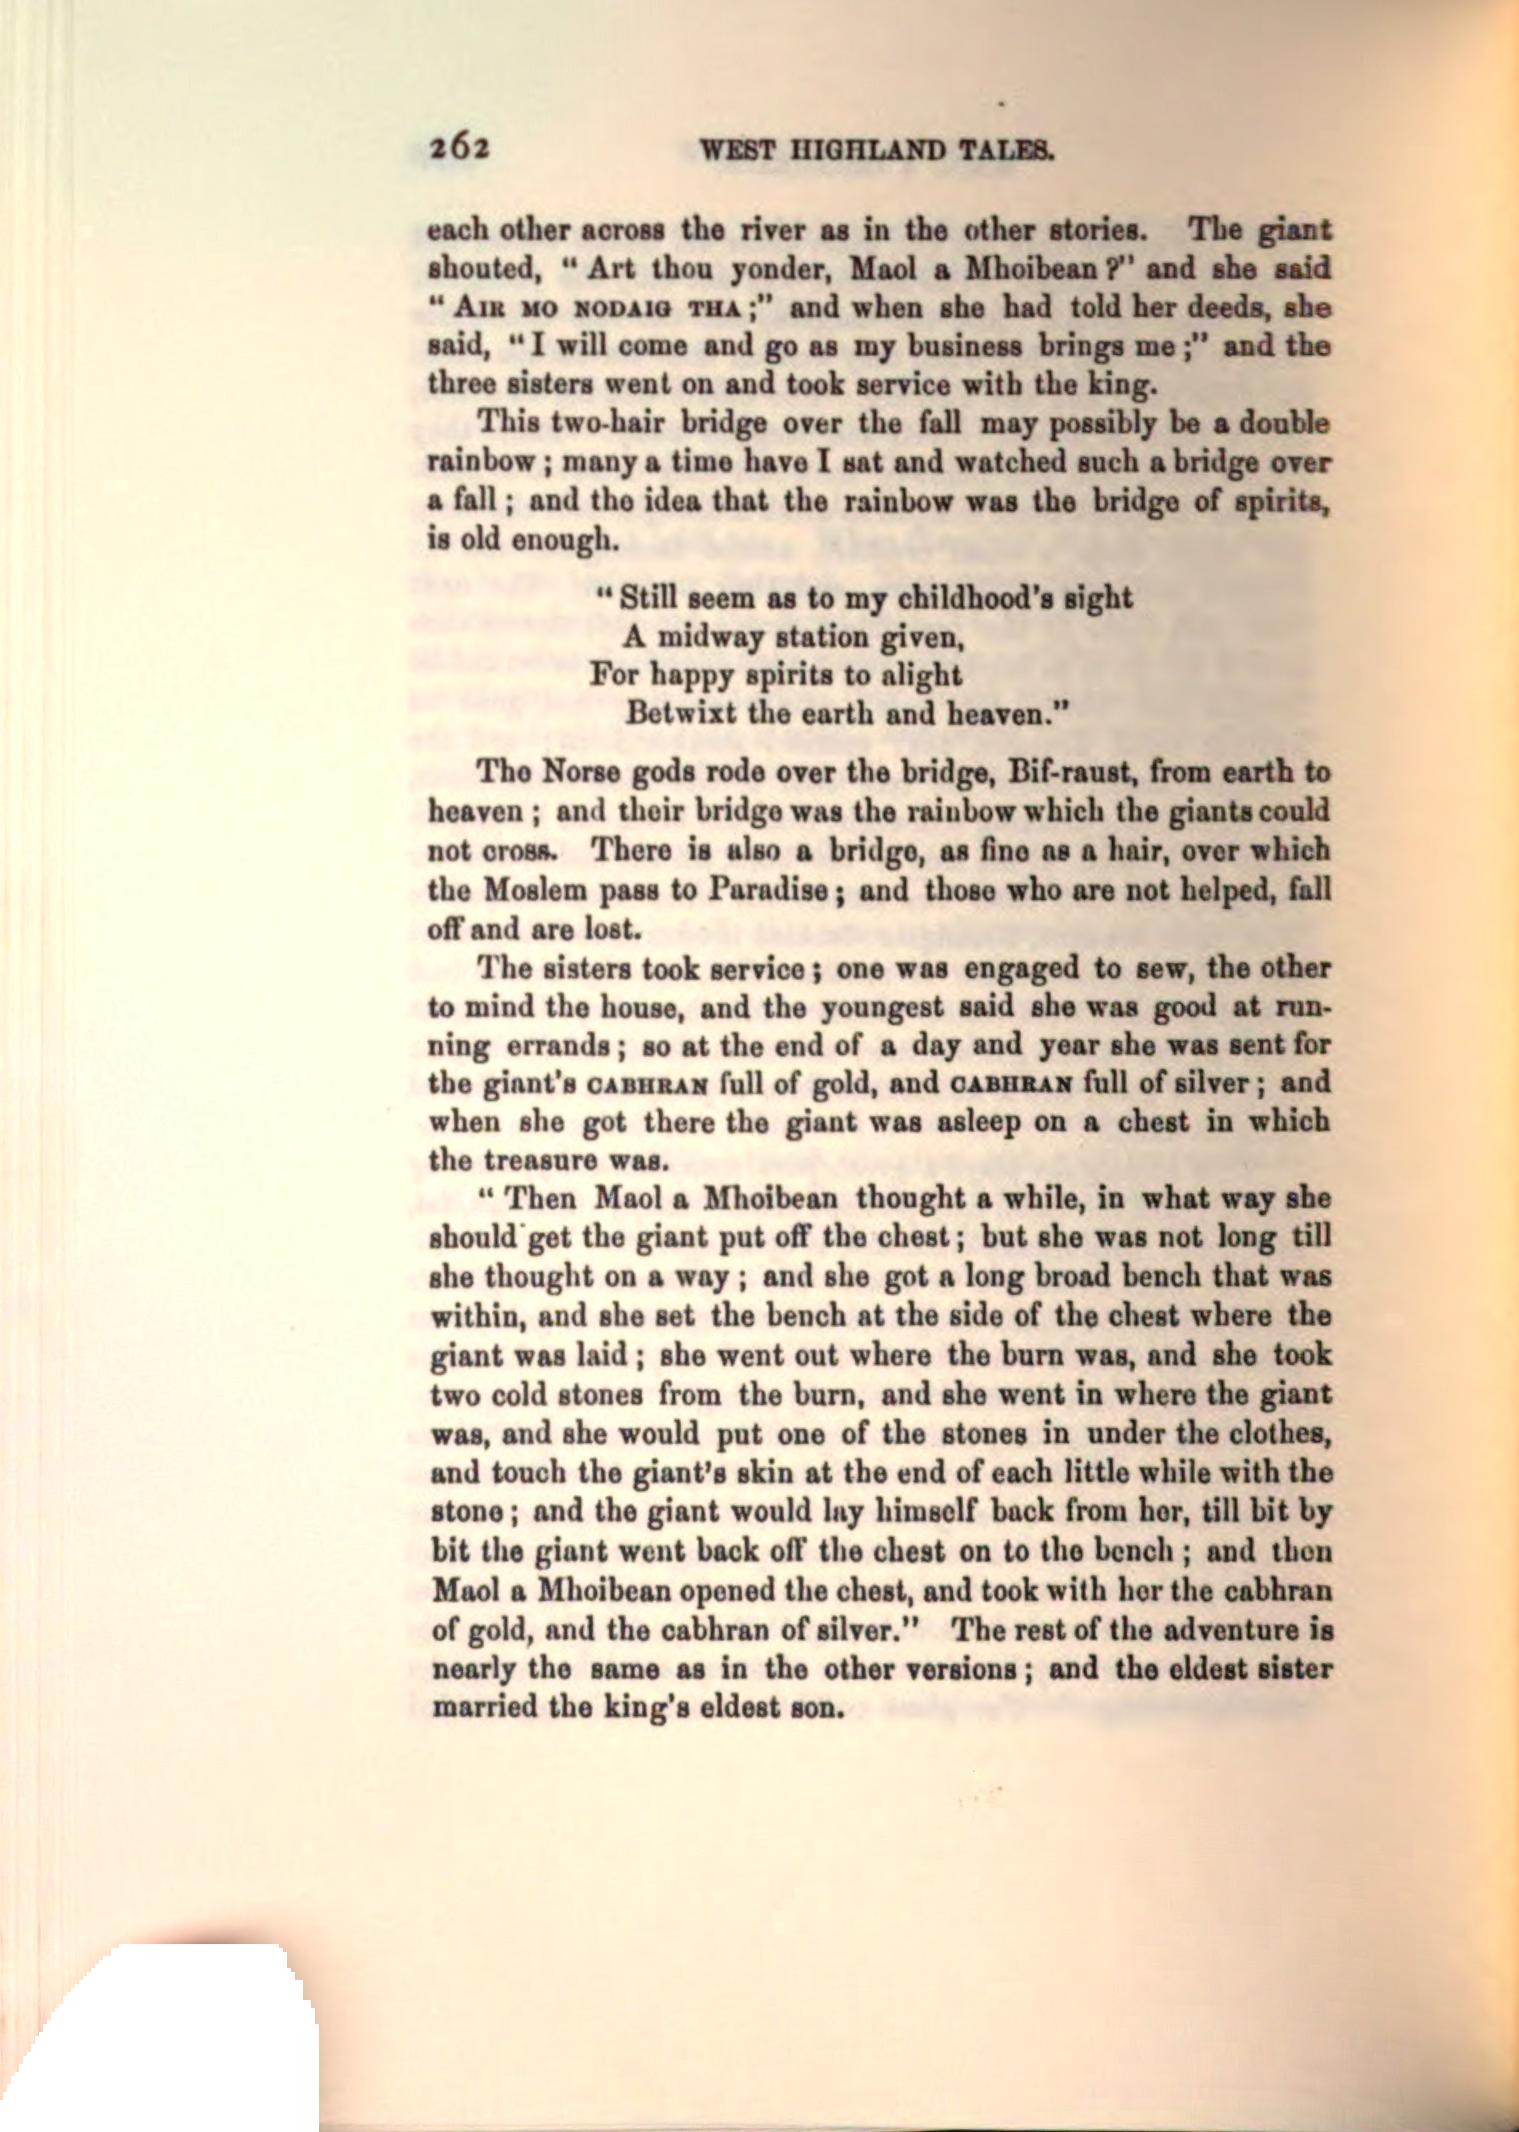 262 WEST HIGHLAND TALES.
each other across the river as in the other stories. The giant
shouted, "Art thou yonder, Maol a Mhoibean?" and she said
"AIR MO NODAIG THA;" and when she had told her deeds, she
said, "I will come and go as my business brings me;" and the
three sisters went on and took service with the king.
This two-hair bridge over the fall may possibly be a double
rainbow; many a time have I sat and watched such a bridge over
a fall; and the idea that the rainbow was the bridge of spirits,
is old enough.
"Still seem as to my childhood's sight
A midway station given,
For happy spirits to alight
Betwixt the earth and heaven."
The Norse gods rode over the bridge, Bif-raust, from earth to
heaven; and their bridge was the rainbow which the giants could
not cross. There is also a bridge, as fine as a hair, over which
the Moslem pass to Paradise; and those who are not helped, fall
off and are lost.
The sisters took service; one was engaged to sew, the other
to mind the house, and the youngest said she was good at run-
ning errands; so at the end of a day and year she was sent for
the giant's CABHRAN full of gold, and CABHRAN full of silver; and
when she got there the giant was asleep on a chest in which
the treasure was.
"Then Maol a Mhoibean thought a while, in what way she
should get the giant put off the chest; but she was not long till
she thought on a way; and she got a long broad bench that was
within, and she set the bench at the side of the chest where the
giant was laid; she went out where the burn was, and she took
two cold stones from the burn, and she went in where the giant
was, and she would put one of the stones in under the clothes,
and touch the giant's skin at the end of each little while with the
stone; and the giant would lay himself back from her, till bit by
bit the giant went back off the chest on to the bench; and then
Maol a Mhoibean opened the chest, and took with her the cabhran
of gold, and the cabhran of silver." The rest of the adventure is
nearly the same as in the other versions; and the eldest sister
married the king's eldest son.